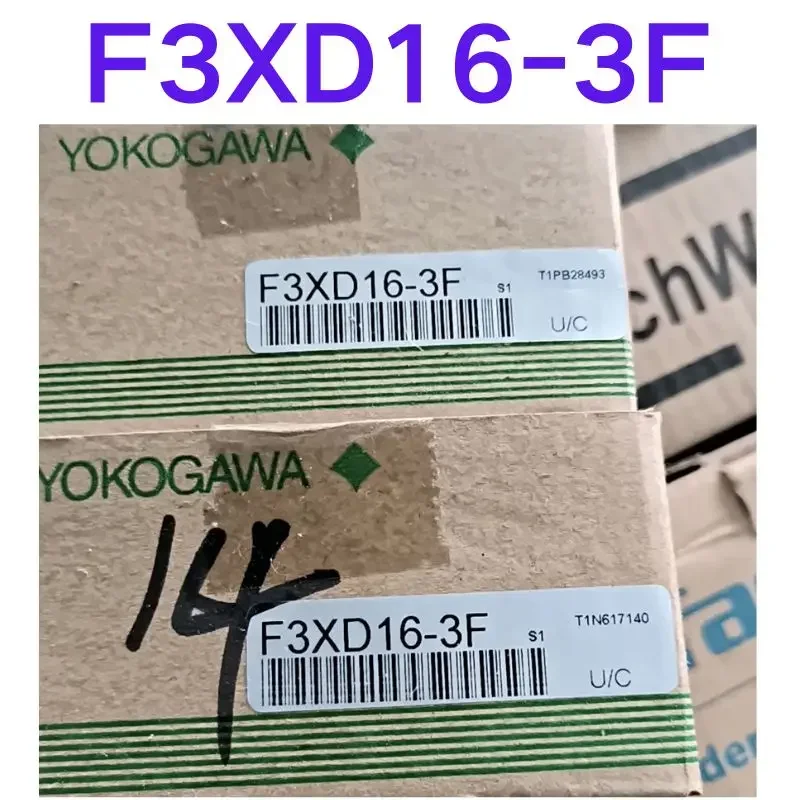 F3XD16-3F
YOKOGAWA
F3XD16-3F S1 T1PB28493
U/C
chW
YOKOGAWA
14
F3XD16-3F S1 T1N617140
U/C